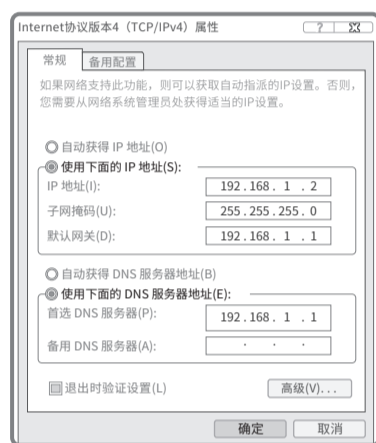 Internet协议版本4（TCP/IPv4）属性
?
常规 备用配置
如果网络支持此功能，则可以获取自动指派的IP设置。否则，
您需要从网络系统管理员处获得适当的IP设置。
自动获得 IP 地址(O)
使用下面的 IP 地址(S):
IP 地址(I): 192.168. 1 . 2
子网掩码(U): 255.255.255. 0
默认网关(D): 192.168. 1 . 1
自动获得 DNS 服务器地址(B)
使用下面的 DNS 服务器地址(E):
首选 DNS 服务器(P): 192.168. 1 . 1
备用 DNS 服务器(A): . . .
退出时验证设置(L) 高级(V)...
确定 取消